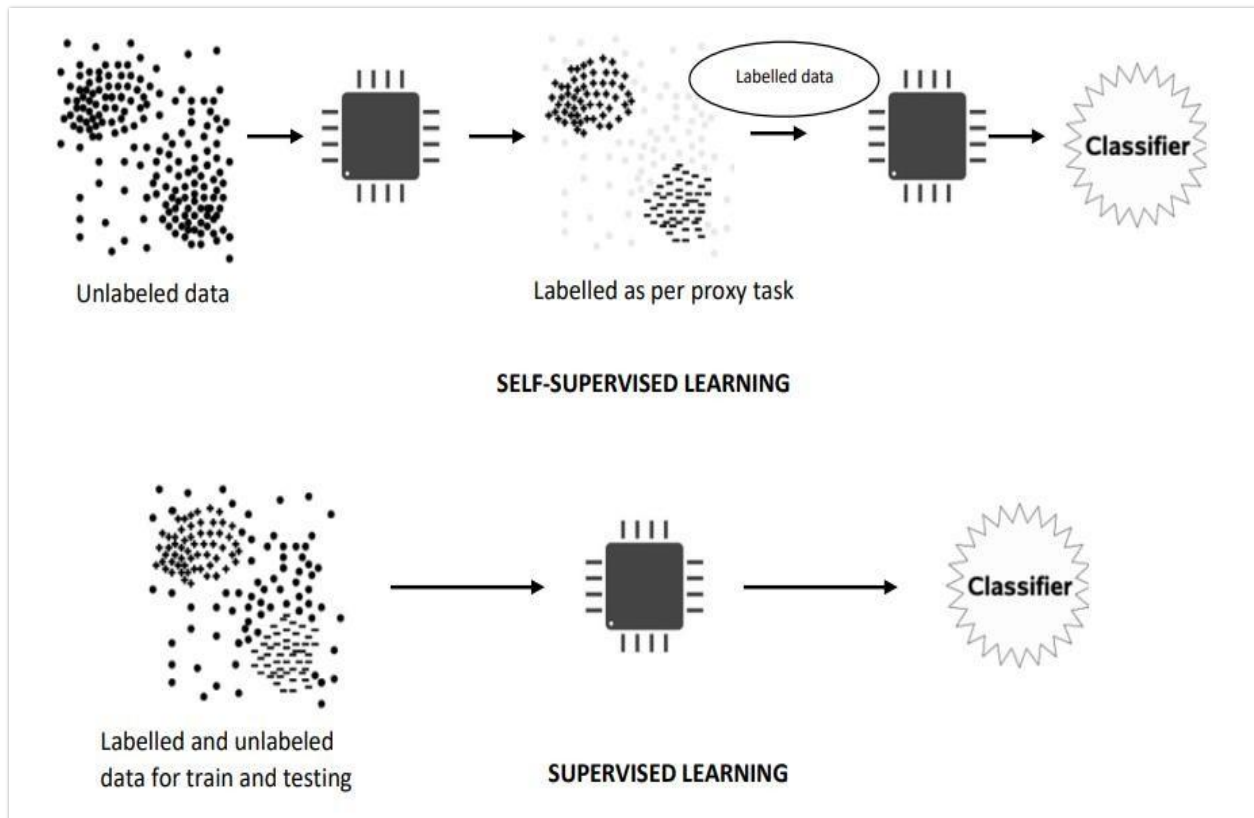 Labelled data
Classifier
Unlabeled data
Labelled as per proxy task
SELF-SUPERVISED LEARNING
Classifier
Labelled and unlabeled
data for train and testing
SUPERVISED LEARNING